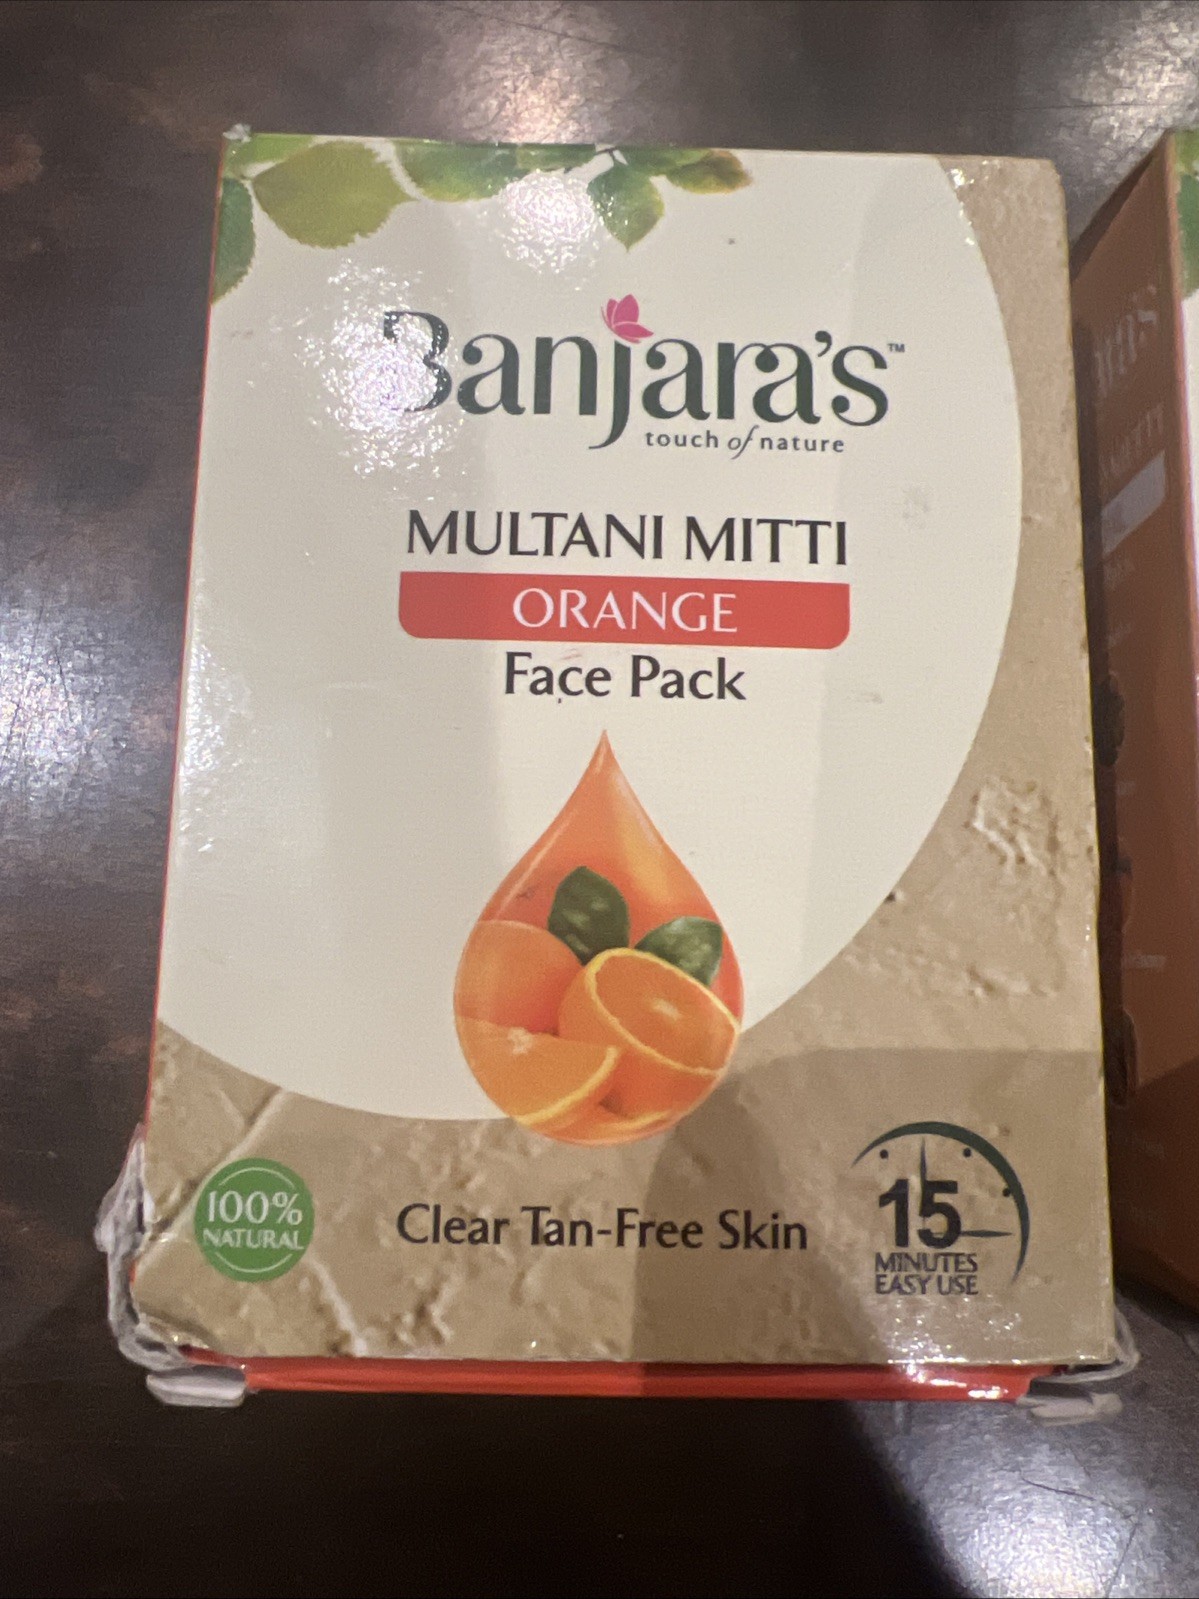 Banjara's™
touch of nature
MULTANI MITTI
ORANGE
Face Pack
100%
NATURAL
Clear Tan-Free Skin
15
MINUTES
EASY USE